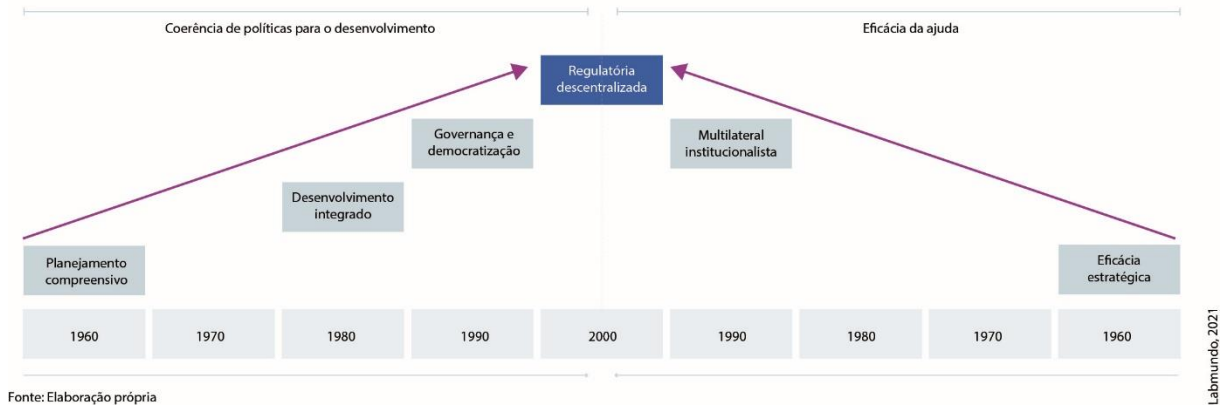 Coerência de políticas para o desenvolvimento
Eficácia da ajuda
Regulatória
descentralizada
Governança e
democratização
Multilateral
institucionalista
Desenvolvimento
integrado
Planejamento
compreensivo
Eficácia
estratégica
1960
1970
1980
1990
2000
1990
1980
1970
1960
Labmundo, 2021
Fonte: Elaboração própria